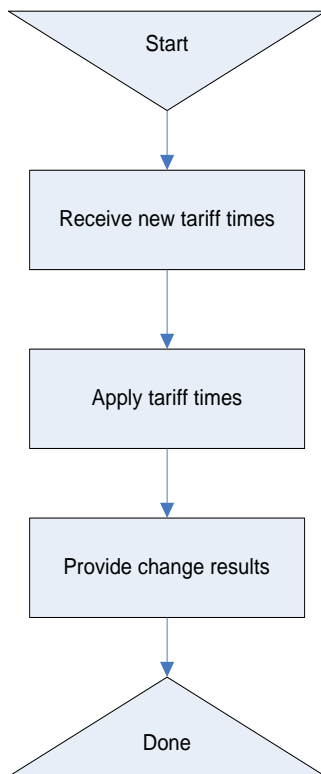 Start
Receive new tariff times
Apply tariff times
Provide change results
Done